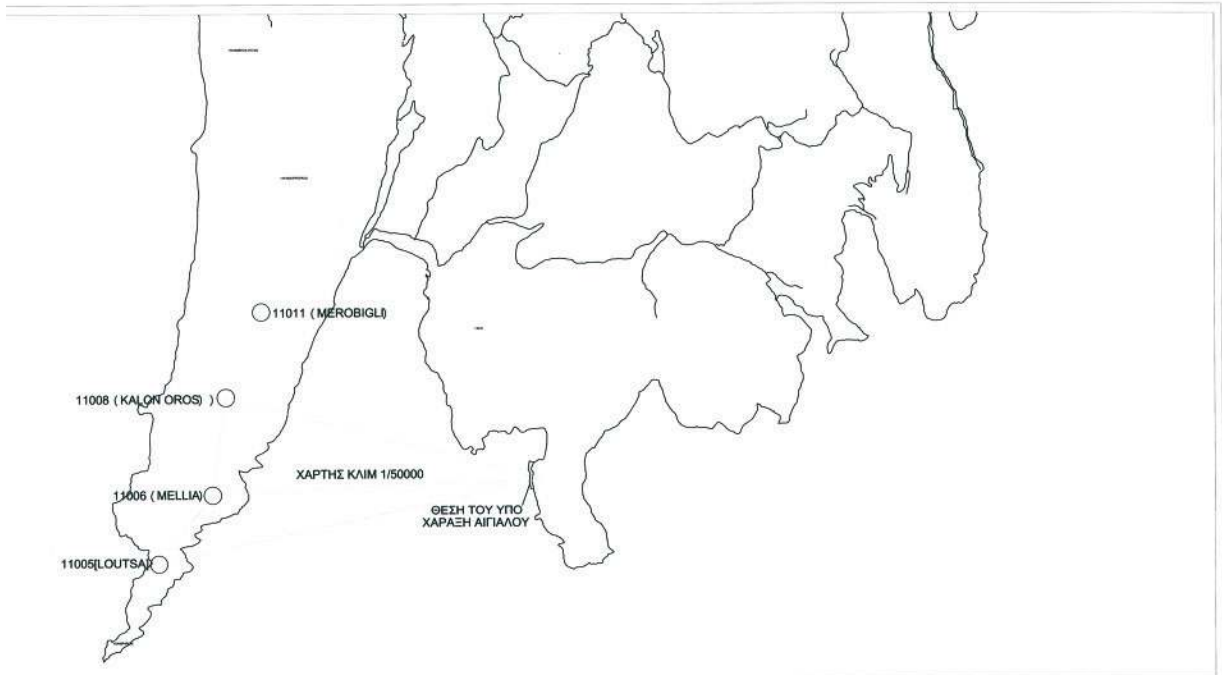 11011 ( MEROBIGLI)
11008 ( KALON OROS) )
ΧΑΡΤΗΣ ΚΛΙΜ 1/50000
11006 ( MELLIA)
ΘΕΣΗ ΤΟΥ ΥΠΟ
ΧΑΡΑΞΗ ΑΙΓΙΑΛΟΥ
11005[LOUTSA]